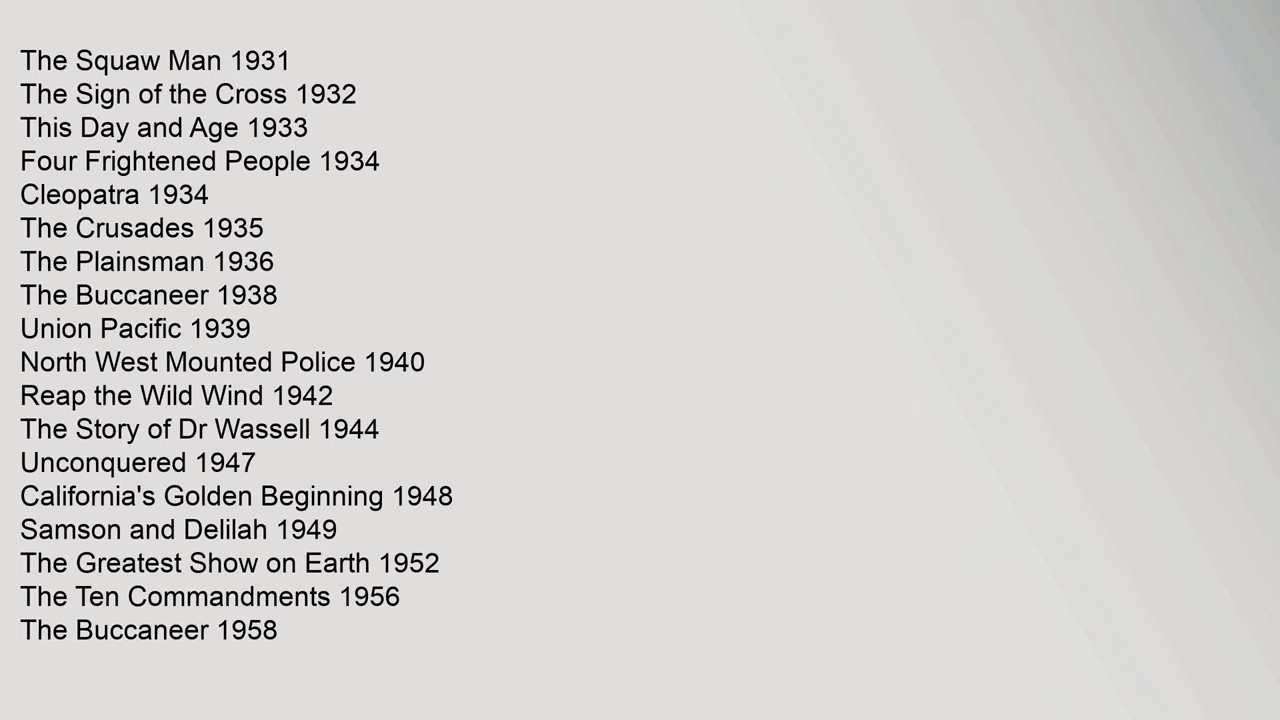 The Squaw Man 1931
The Sign of the Cross 1932
This Day and Age 1933
Four Frightened People 1934
Cleopatra 1934
The Crusades 1935
The Plainsman 1936
The Buccaneer 1938
Union Pacific 1939
North West Mounted Police 1940
Reap the Wild Wind 1942
The Story of Dr Wassell 1944
Unconquered 1947
California's Golden Beginning 1948
Samson and Delilah 1949
The Greatest Show on Earth 1952
The Ten Commandments 1956
The Buccaneer 1958